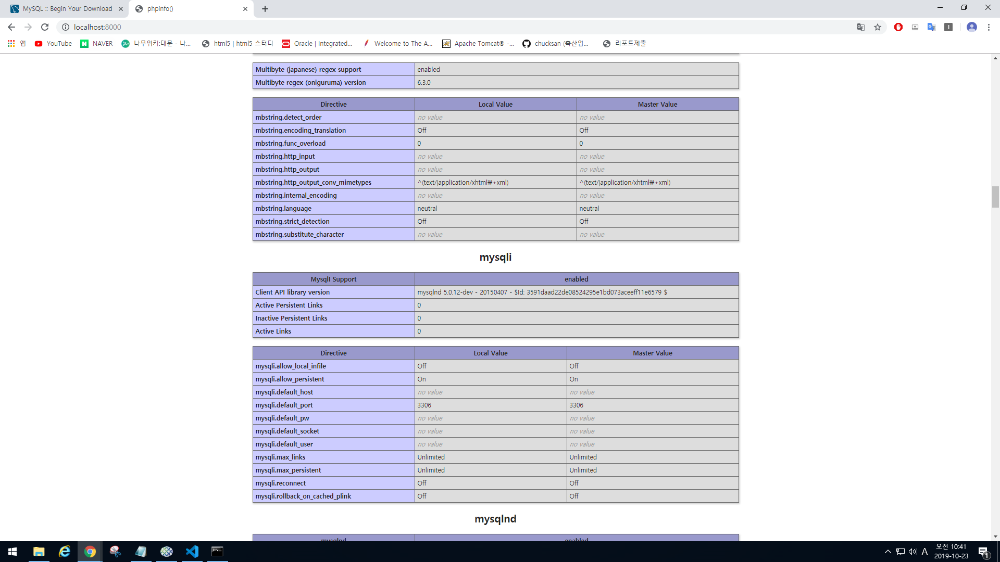 MySQL :: Begin Your Download
phpinfo()
localhost:8000
앱 YouTube NAVER 나무위키:대문 - 나... html5 | html5 스터디 Oracle | Integrated... Welcome to The A... Apache Tomcat® -... chucksan (축산업... 리포트제출
Multibyte (japanese) regex support enabled
Multibyte regex (oniguruma) version 6.3.0
Directive Local Value Master Value
mbstring.detect_order no value no value
mbstring.encoding_translation Off Off
mbstring.func_overload 0 0
mbstring.http_input no value no value
mbstring.http_output no value no value
mbstring.http_output_conv_mimetypes ^(text/|application/xhtml₩+xml) ^(text/|application/xhtml₩+xml)
mbstring.internal_encoding no value no value
mbstring.language neutral neutral
mbstring.strict_detection Off Off
mbstring.substitute_character no value no value
mysqli
MysqlI Support enabled
Client API library version mysqlnd 5.0.12-dev - 20150407 - $Id: 3591daad22de08524295e1bd073aceeff11e6579 $
Active Persistent Links 0
Inactive Persistent Links 0
Active Links 0
Directive Local Value Master Value
mysqli.allow_local_infile Off Off
mysqli.allow_persistent On On
mysqli.default_host no value no value
mysqli.default_port 3306 3306
mysqli.default_pw no value no value
mysqli.default_socket no value no value
mysqli.default_user no value no value
mysqli.max_links Unlimited Unlimited
mysqli.max_persistent Unlimited Unlimited
mysqli.reconnect Off Off
mysqli.rollback_on_cached_plink Off Off
mysqlnd
mysqlnd enabled
A 오전 10:41
2019-10-23
1